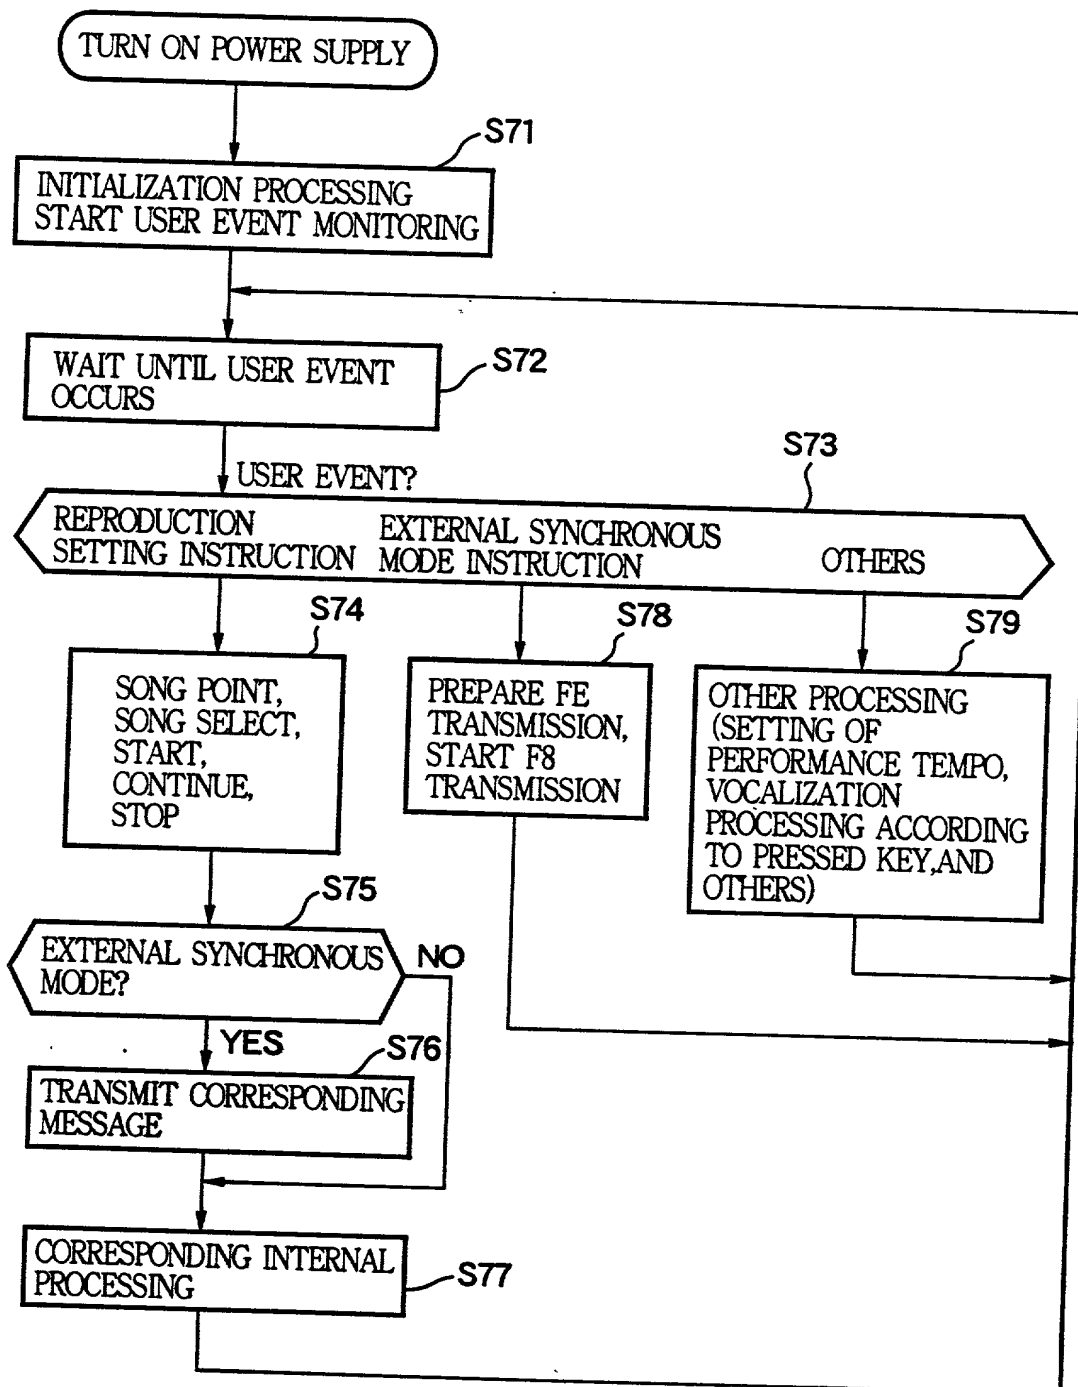 TURN ON POWER SUPPLY
S71
INITIALIZATION PROCESSING
START USER EVENT MONITORING
S72
WAIT UNTIL USER EVENT
OCCURS
S73
USER EVENT?
REPRODUCTION
SETTING INSTRUCTION
EXTERNAL SYNCHRONOUS
MODE INSTRUCTION
OTHERS
S74
SONG POINT,
SONG SELECT,
START,
CONTINUE,
STOP
S78
PREPARE FE
TRANSMISSION,
START F8
TRANSMISSION
S79
OTHER PROCESSING
(SETTING OF
PERFORMANCE TEMPO,
VOCALIZATION
PROCESSING ACCORDING
TO PRESSED KEY,AND
OTHERS)
S75
EXTERNAL SYNCHRONOUS
MODE?
NO
YES
S76
TRANSMIT CORRESPONDING
MESSAGE
CORRESPONDING INTERNAL
PROCESSING
S77